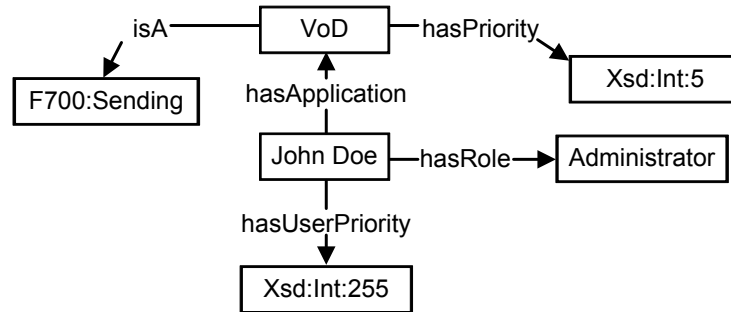 isA
VoD
hasPriority
F700:Sending
Xsd:Int:5
hasApplication
John Doe
hasRole
Administrator
hasUserPriority
Xsd:Int:255